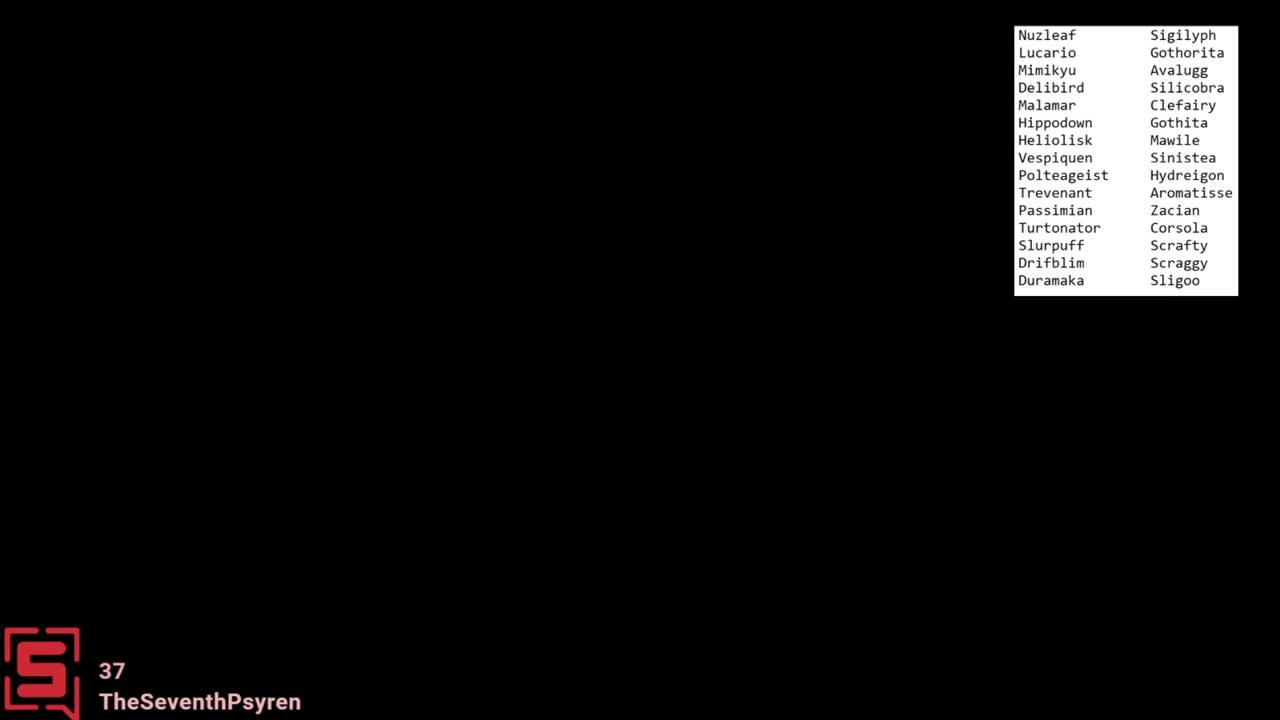 Nuzleaf Sigilyph
Lucario Gothorita
Mimikyu Avalugg
Delibird Silicobra
Malamar Clefairy
Hippodown Gothita
Heliolisk Mawile
Vespiquen Sinistea
Polteageist Hydreigon
Trevenant Aromatisse
Passimian Zacian
Turtonator Corsola
Slurpuff Scrafty
Drifblim Scraggy
Duramaka Sligoo
S
37
TheSeventhPsyren